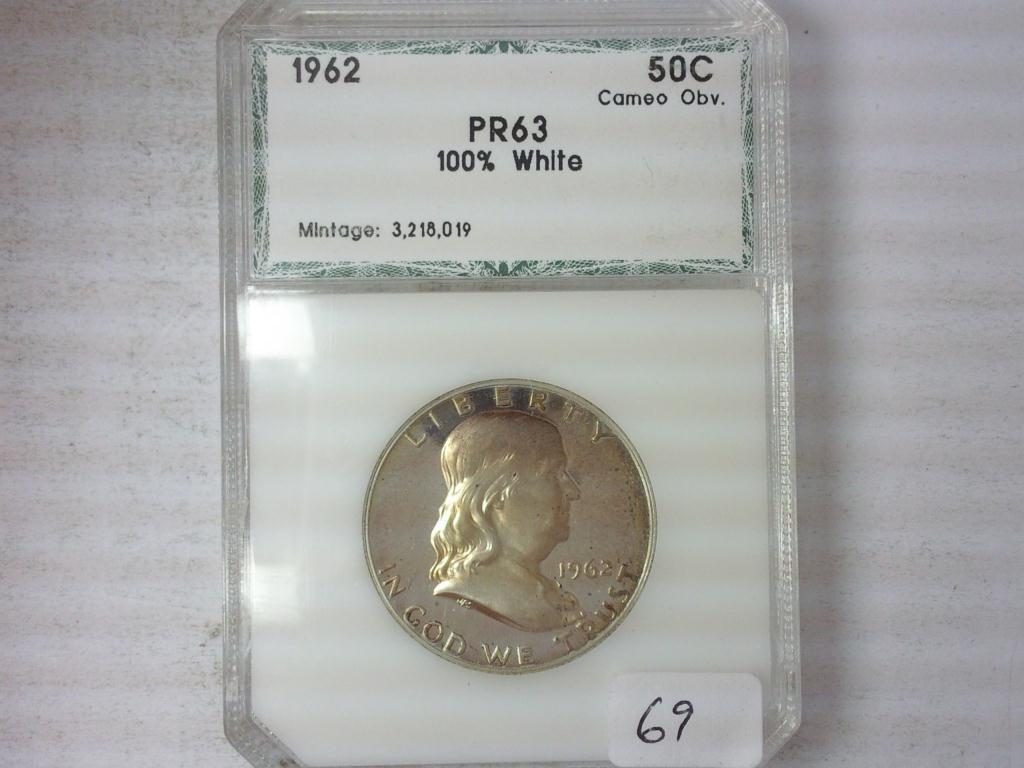 1962 50C
Cameo Obv.
PR63
100% White
Mintage: 3,218,019
LIBERTY
1962
IN GOD WE TRUST
69